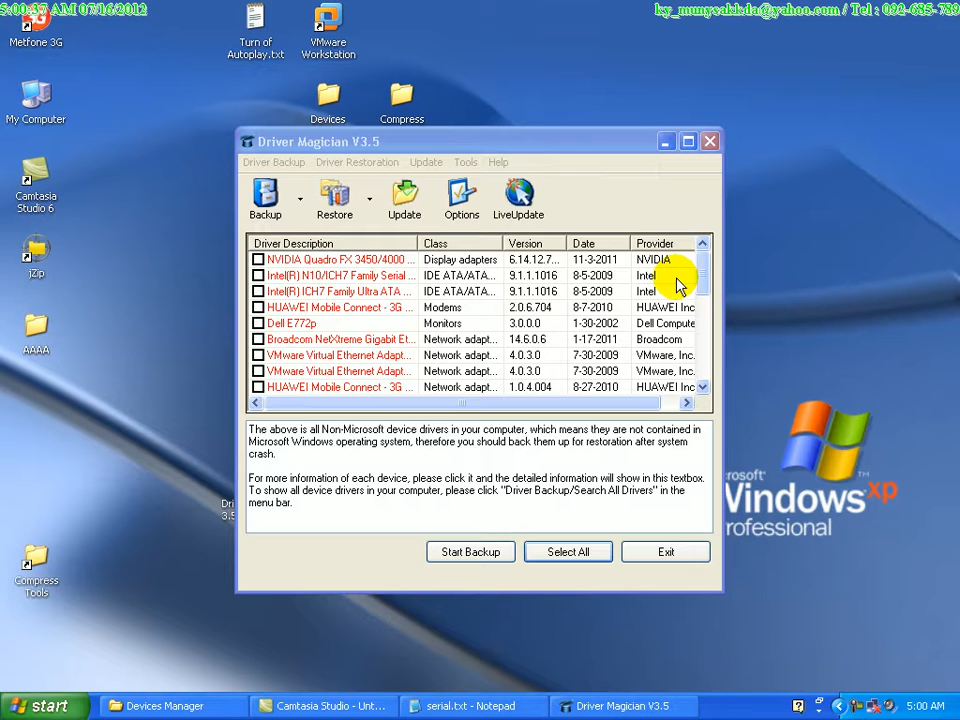 5:00:37 AM 07/16/2012
ky_munysakkda@yahoo.com / Tel : 092-685-789
Metfone 3G
Turn of
Autoplay.txt
VMware
Workstation
My Computer
Devices
Compress
Camtasia
Studio 6
jZip
AAAA
Compress
Tools
Driver Magician V3.5
Driver Backup Driver Restoration Update Tools Help
Backup Restore Update Options LiveUpdate
Driver Description Class Version Date Provider
NVIDIA Quadro FX 3450/4000 ... Display adapters 6.14.12.7... 11-3-2011 NVIDIA
Intel(R) N10/ICH7 Family Serial ... IDE ATA/ATA... 9.1.1.1016 8-5-2009 Intel
Intel(R) ICH7 Family Ultra ATA ... IDE ATA/ATA... 9.1.1.1016 8-5-2009 Intel
HUAWEI Mobile Connect - 3G ... Modems 2.0.6.704 8-7-2010 HUAWEI Inc
Dell E772p Monitors 3.0.0.0 1-30-2002 Dell Compute
Broadcom NetXtreme Gigabit Et... Network adapt... 14.6.0.6 1-17-2011 Broadcom
VMware Virtual Ethernet Adapt... Network adapt... 4.0.3.0 7-30-2009 VMware, Inc.
VMware Virtual Ethernet Adapt... Network adapt... 4.0.3.0 7-30-2009 VMware, Inc.
HUAWEI Mobile Connect - 3G ... Network adapt... 1.0.4.004 8-27-2010 HUAWEI Inc
The above is all Non-Microsoft device drivers in your computer, which means they are not contained in
Microsoft Windows operating system, therefore you should back them up for restoration after system
crash.
For more information of each device, please click it and the detailed information will show in this textbox.
To show all device drivers in your computer, please click "Driver Backup/Search All Drivers" in the
menu bar.
Start Backup Select All Exit
Dri
3.5
icrosoft
Windows xp
rofessional
start Devices Manager Camtasia Studio - Unt... serial.txt - Notepad Driver Magician V3.5 5:00 AM